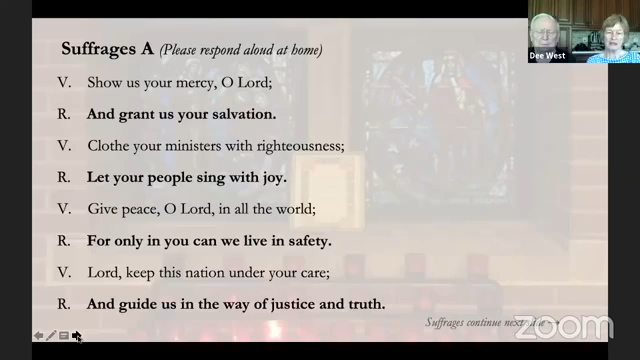 Suffrages A (Please respond aloud at home)
V. Show us your mercy, O Lord;
R. And grant us your salvation.
V. Clothe your ministers with righteousness;
R. Let your people sing with joy.
V. Give peace, O Lord, in all the world;
R. For only in you can we live in safety.
V. Lord, keep this nation under your care;
R. And guide us in the way of justice and truth.
Suffrages continue next
Dee West
zoom